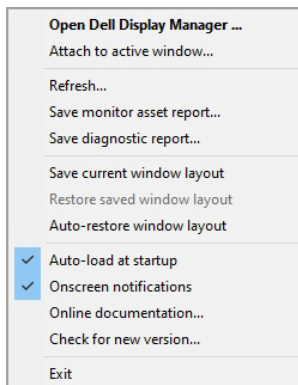 Open Dell Display Manager ...
Attach to active window...
Refresh...
Save monitor asset report...
Save diagnostic report...
Save current window layout
Restore saved window layout
Auto-restore window layout
Auto-load at startup
Onscreen notifications
Online documentation...
Check for new version...
Exit